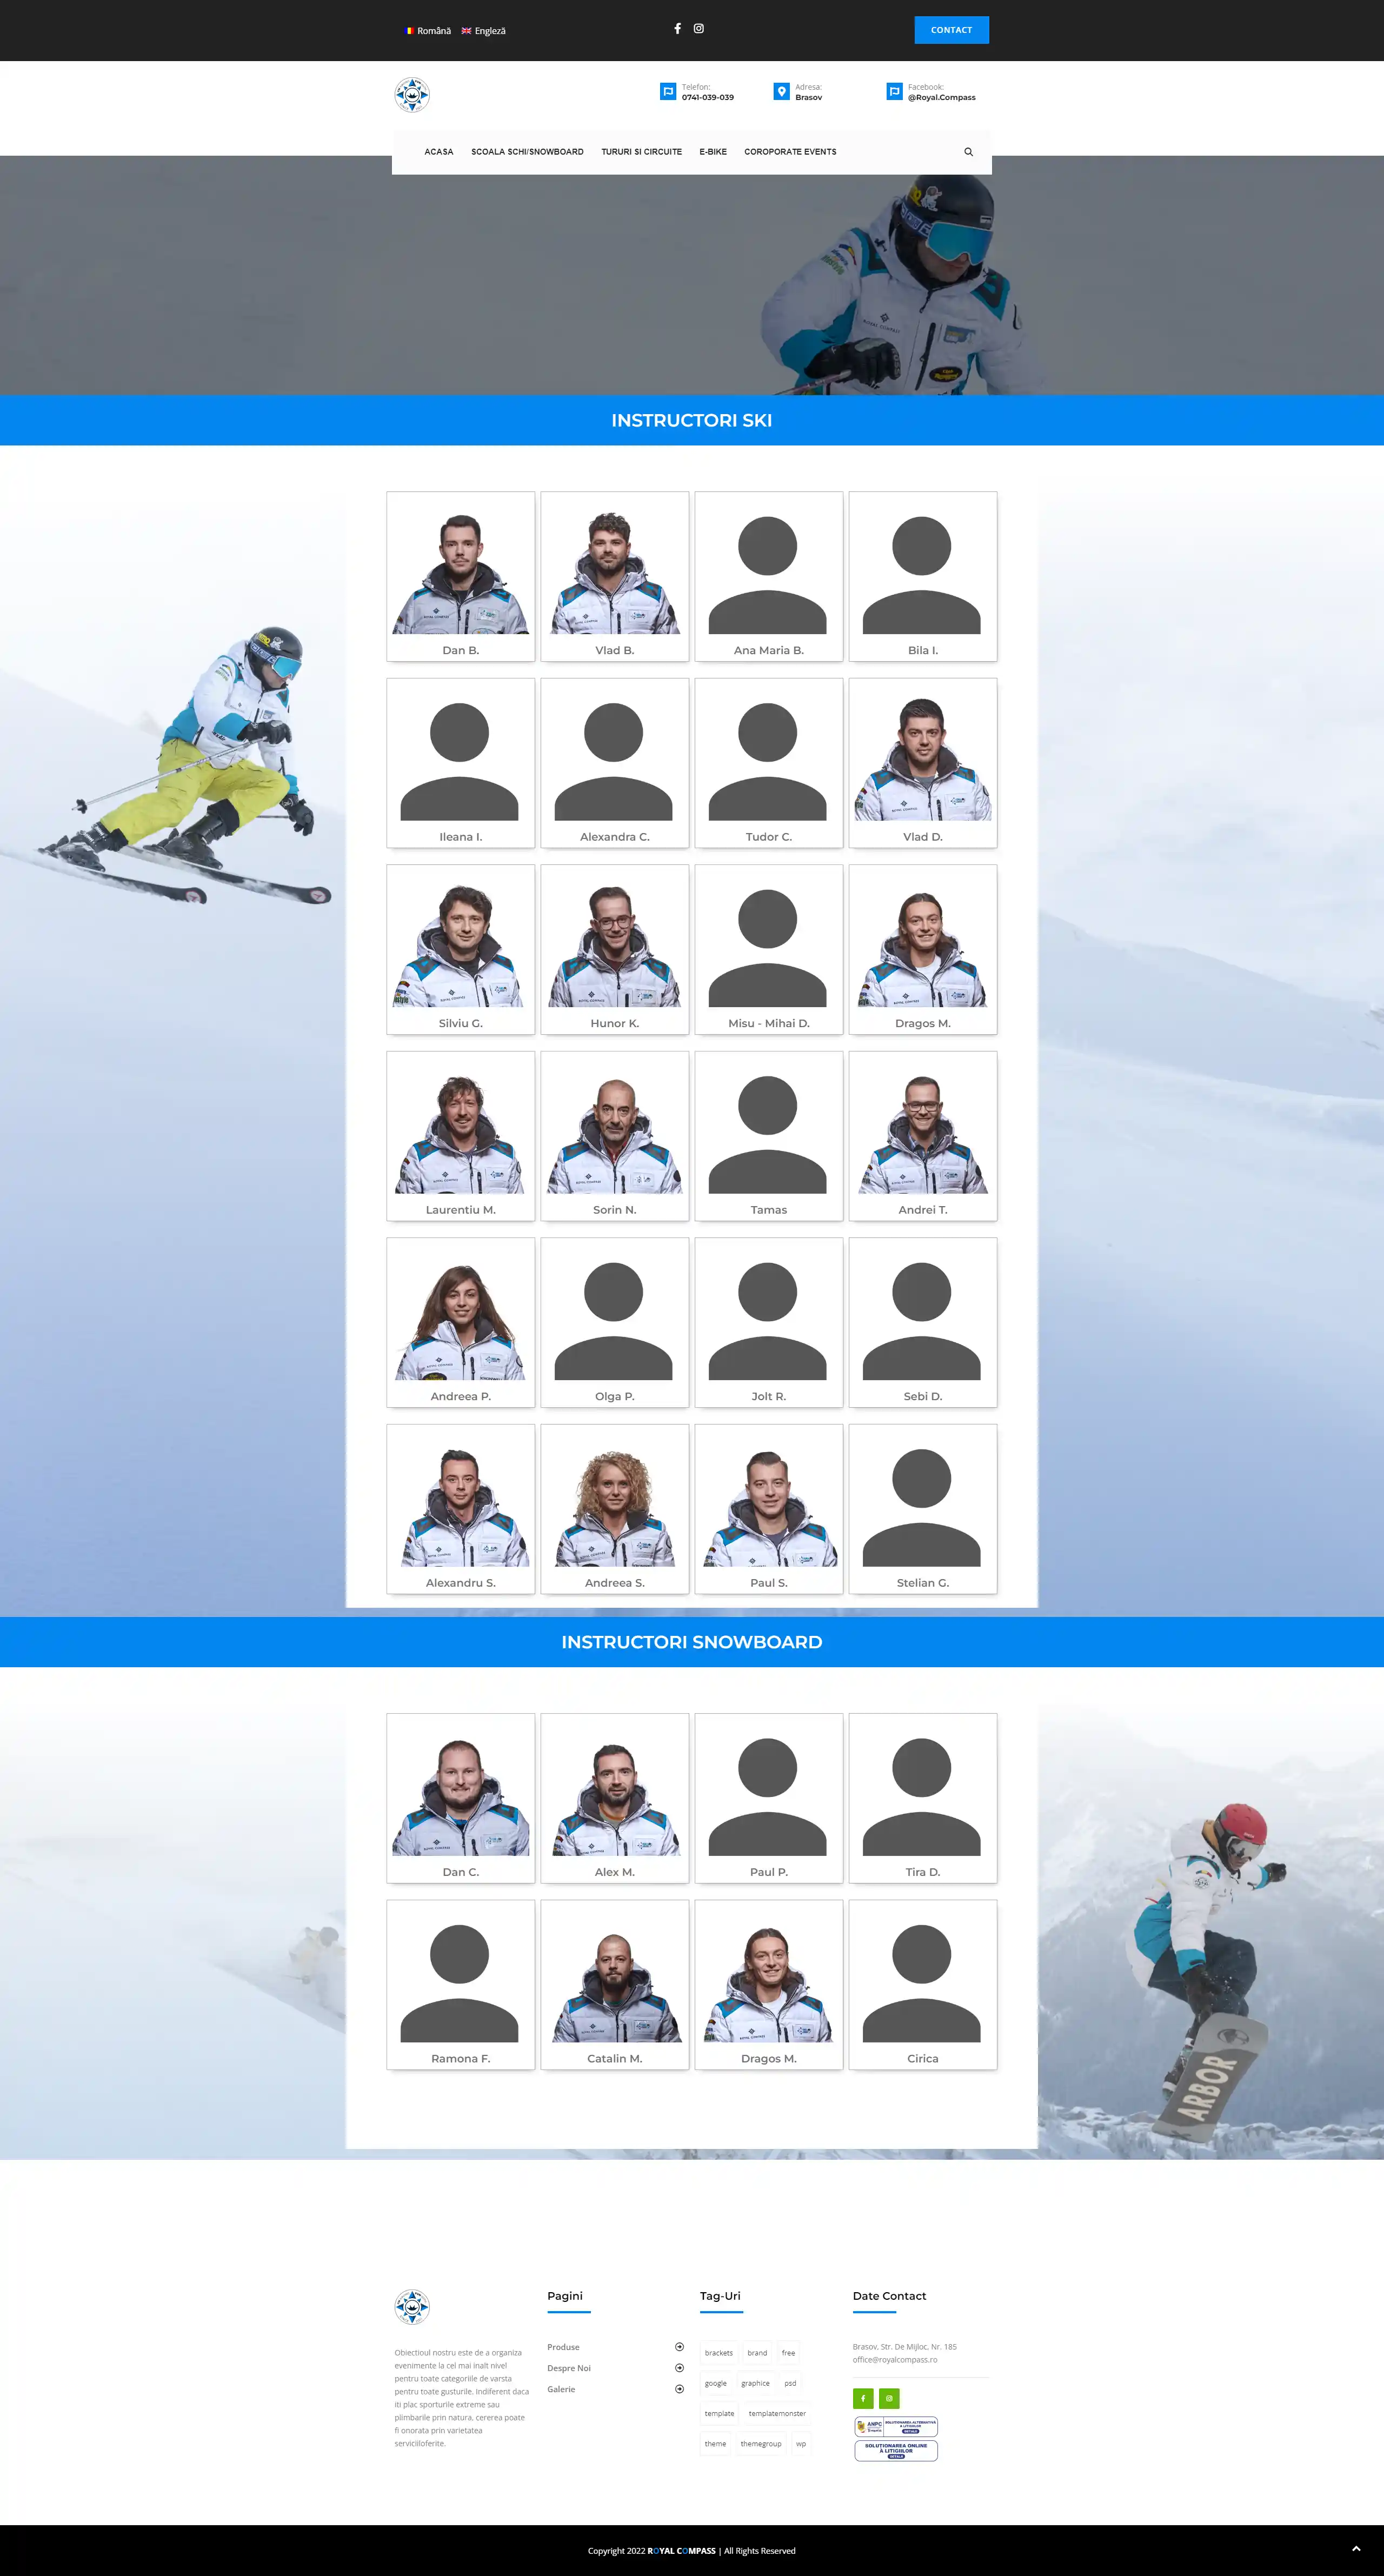 Română Engleză
CONTACT
Telefon:
0741-039-039
Adresa:
Brasov
Facebook:
@Royal.Compass
ACASA SCOALA SCHI/SNOWBOARD TURURI SI CIRCUITE E-BIKE COROPORATE EVENTS
ROYAL COMPASS
INSTRUCTORI SKI
Dan B. Vlad B. Ana Maria B. Bila I.
Ileana I. Alexandra C. Tudor C. Vlad D.
Silviu G. Hunor K. Misu - Mihai D. Dragos M.
Laurentiu M. Sorin N. Tamas Andrei T.
Andreea P. Olga P. Jolt R. Sebi D.
Alexandru S. Andreea S. Paul S. Stelian G.
INSTRUCTORI SNOWBOARD
Dan C. Alex M. Paul P. Tira D.
ARBOR
Ramona F. Catalin M. Dragos M. Cirica
Obiectioul nostru este de a organiza
evenimente la cel mai inalt nivel
pentru toate categoriile de varsta
pentru toate gusturile. Indiferent daca
iti plac sporturile extreme sau
plimbarile prin natura, cererea poate
fi onorata prin varietatea
serviciiloferite.
Pagini
Produse
Despre Noi
Galerie
Tag-Uri
brackets brand free
google graphice psd
template templatemonster
theme themegroup wp
Date Contact
Brasov, Str. De Mijloc, Nr. 185
office@royalcompass.ro
ANPC
SOLUTIONAREA ALTERNATIVA
A LITIGIILOR
DETALII
SOLUTIONAREA ONLINE
A LITIGIILOR
DETALII
Copyright 2022 ROYAL COMPASS | All Rights Reserved